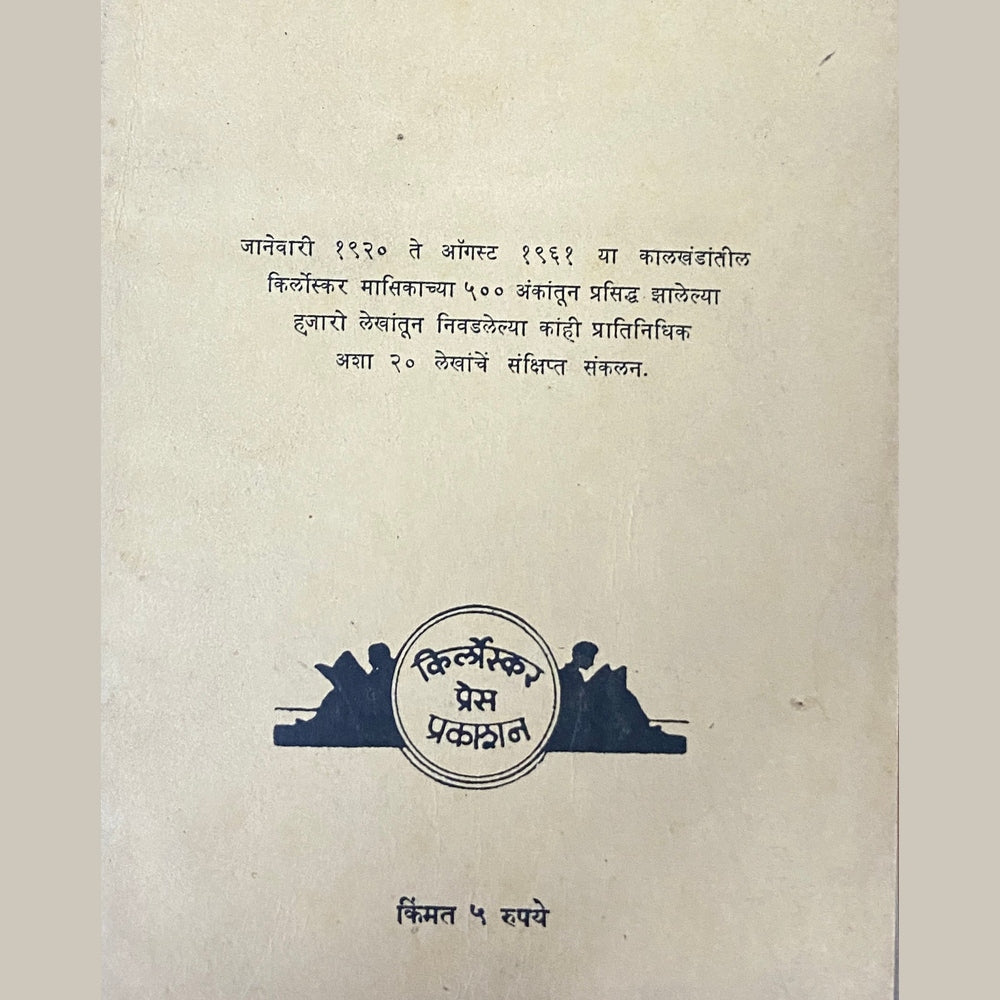 जानेवारी १९२० ते ऑगस्ट १९६१ या कालखंडांतील
किर्लोस्कर मासिकाच्या ५०० अंकांतून प्रसिद्ध झालेल्या
हजारो लेखांतून निवडलेल्या कांही प्रातिनिधिक
अशा २० लेखांचें संक्षिप्त संकलन.
किर्लोस्कर
प्रेस
प्रकाशन
किंमत ५ रुपये